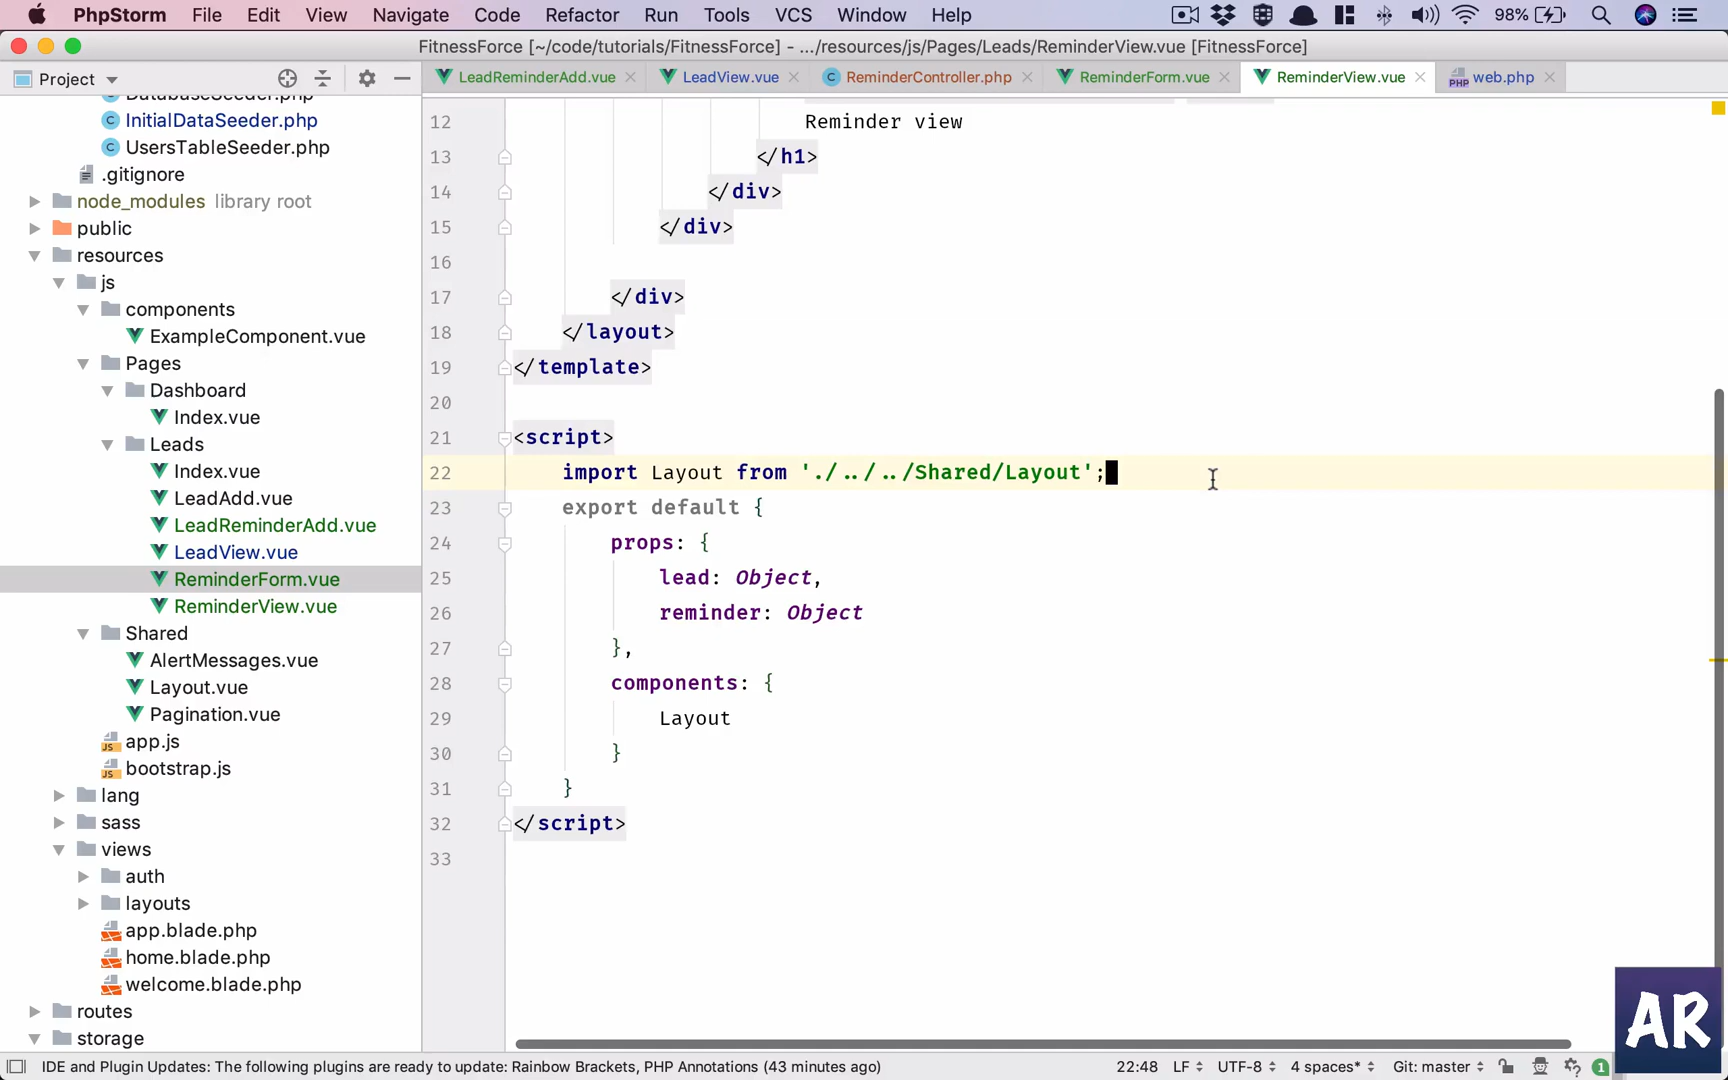 PhpStorm File Edit View Navigate Code Refactor Run Tools VCS Window Help 98%
FitnessForce [~/code/tutorials/FitnessForce] - .../resources/js/Pages/Leads/ReminderView.vue [FitnessForce]
Project
LeadReminderAdd.vue LeadView.vue ReminderController.php ReminderForm.vue ReminderView.vue web.php
DatabaseSeeder.php
InitialDataSeeder.php
UsersTableSeeder.php
.gitignore
node_modules library root
public
resources
js
components
ExampleComponent.vue
Pages
Dashboard
Index.vue
Leads
Index.vue
LeadAdd.vue
LeadReminderAdd.vue
LeadView.vue
ReminderForm.vue
ReminderView.vue
Shared
AlertMessages.vue
Layout.vue
Pagination.vue
app.js
bootstrap.js
lang
sass
views
auth
layouts
app.blade.php
home.blade.php
welcome.blade.php
routes
storage
12 Reminder view
13 </h1>
14 </div>
15 </div>
16
17 </div>
18 </layout>
19 </template>
20
21 <script>
22 import Layout from './../../Shared/Layout';
23 export default {
24 props: {
25 lead: Object,
26 reminder: Object
27 },
28 components: {
29 Layout
30 }
31 }
32 </script>
33
AR
IDE and Plugin Updates: The following plugins are ready to update: Rainbow Brackets, PHP Annotations (43 minutes ago) 22:48 LF UTF-8 4 spaces* Git: master 1